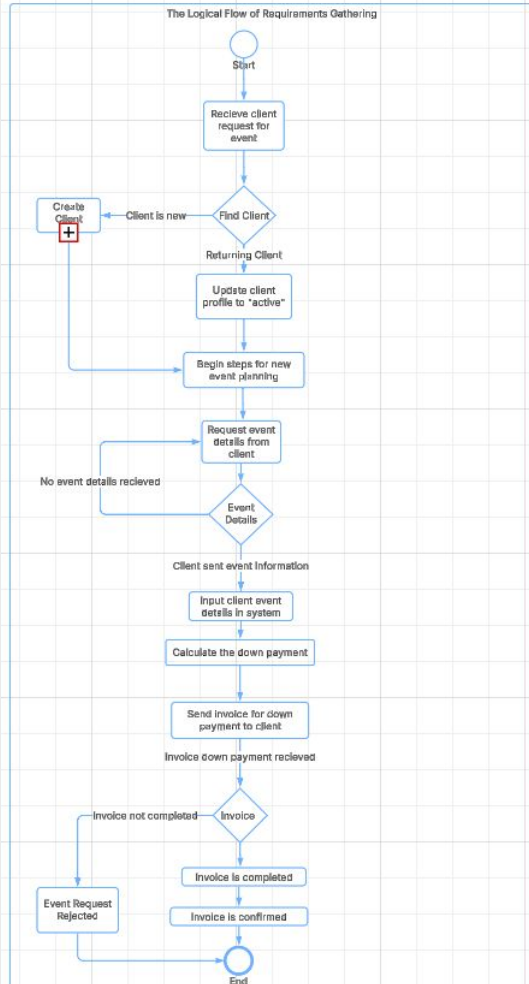 The Logical Flow of Requirements Gathering
Start
Recieve client
request for
event
Find Client
Client is new
Create
Client
Returning Client
Update client
profile to "active"
Begin steps for new
event planning
Request event
details from
client
No event details recieved
Event
Details
Client sent event information
Input client event
details in system
Calculate the down payment
Send invoice for down
payment to client
Invoice down payment recieved
Invoice
Invoice not completed
Event Request
Rejected
Invoice is completed
Invoice is confirmed
End